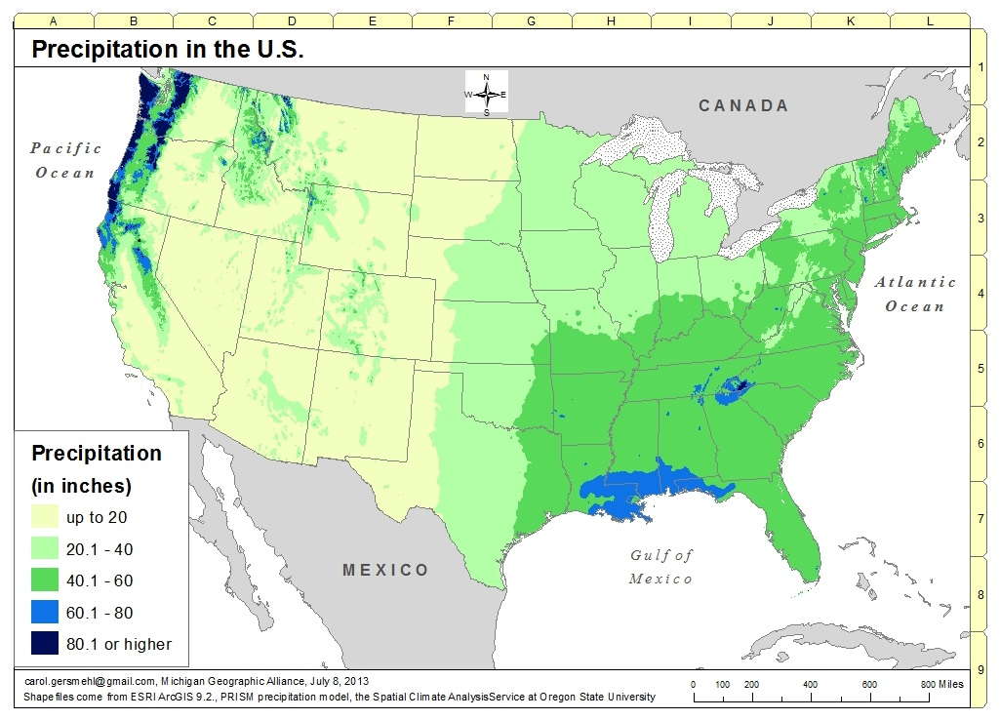 A B C D E F G H I J K L
Precipitation in the U.S.
1
N
W E
S
CANADA
Pacific
Ocean
2
3
Atlantic
Ocean
4
5
Precipitation
(in inches)
up to 20
20.1 - 40
40.1 - 60
60.1 - 80
80.1 or higher
6
7
MEXICO
Gulf of
Mexico
8
9
carol.gersmehl@gmail.com, Michigan Geographic Alliance, July 8, 2013
Shape files come from ESRI ArcGIS 9.2., PRISM precipitation model, the Spatial Climate AnalysisService at Oregon State University
0 100 200 400 600 800 Miles